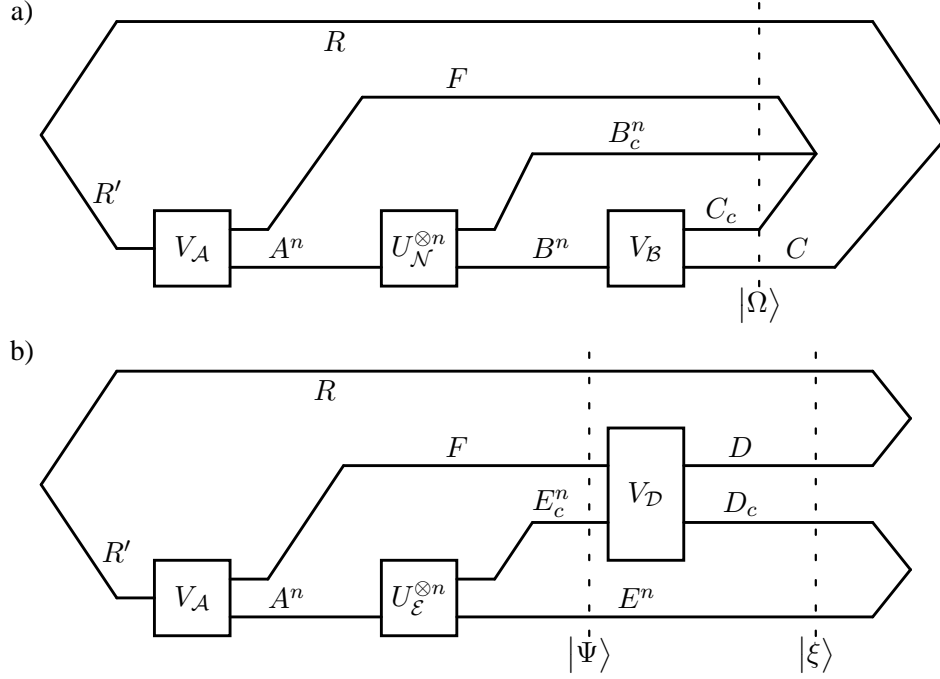 a)
R
F
B_c^n
R'
V_𝒜
A^n
U_𝒩^{⊗n}
B^n
V_ℬ
C_c
C
|Ω⟩
b)
R
F
E_c^n
V_𝒟
D
D_c
R'
V_𝒜
A^n
U_ℰ^{⊗n}
E^n
|Ψ⟩
|ξ⟩